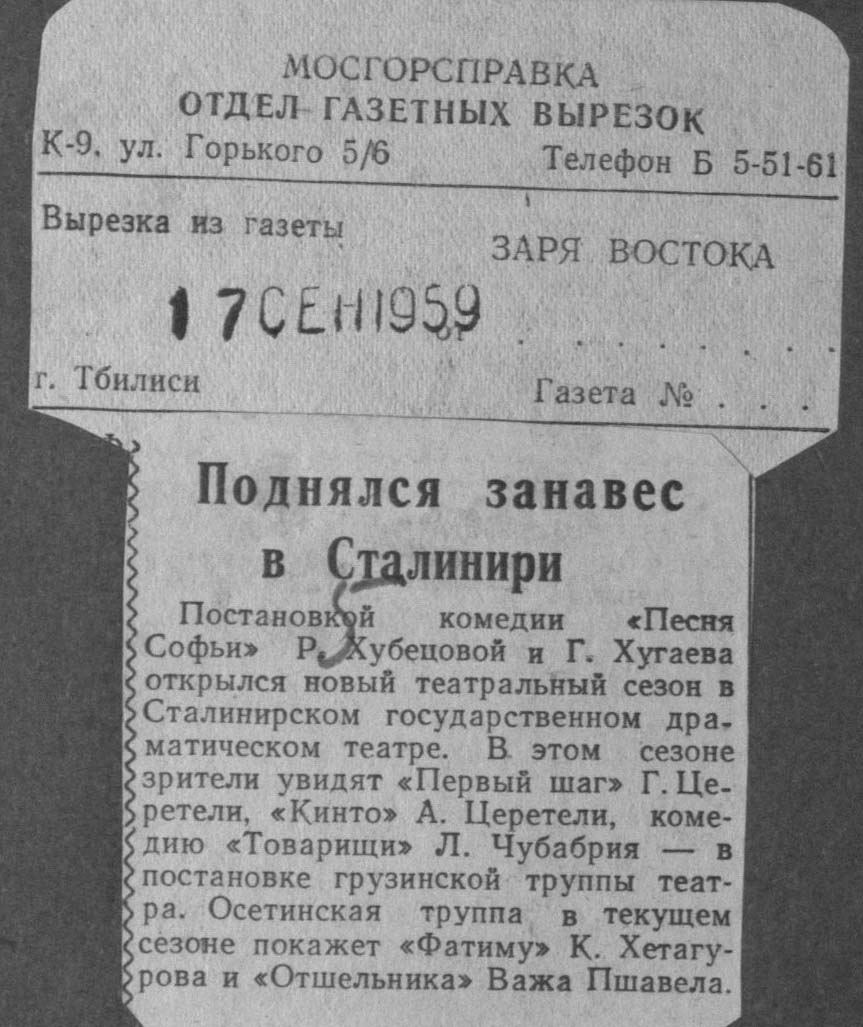 МОСГОРСПРАВКА
ОТДЕЛ ГАЗЕТНЫХ ВЫРЕЗОК
К-9, ул. Горького 5/6 Телефон Б 5-51-61
Вырезка из газеты
ЗАРЯ ВОСТОКА
17 СЕН 1959
от . . . . . . .
г. Тбилиси Газета № . . .
Поднялся занавес
в Сталинири
Постановкой комедии «Песня
Софьи» Р. Хубецовой и Г. Хугаева
открылся новый театральный сезон в
Сталинирском государственном дра-
матическом театре. В этом сезоне
зрители увидят «Первый шаг» Г. Це-
ретели, «Кинто» А. Церетели, коме-
дию «Товарищи» Л. Чубабрия — в
постановке грузинской труппы теат-
ра. Осетинская труппа в текущем
сезоне покажет «Фатиму» К. Хетагу-
рова и «Отшельника» Важа Пшавела.